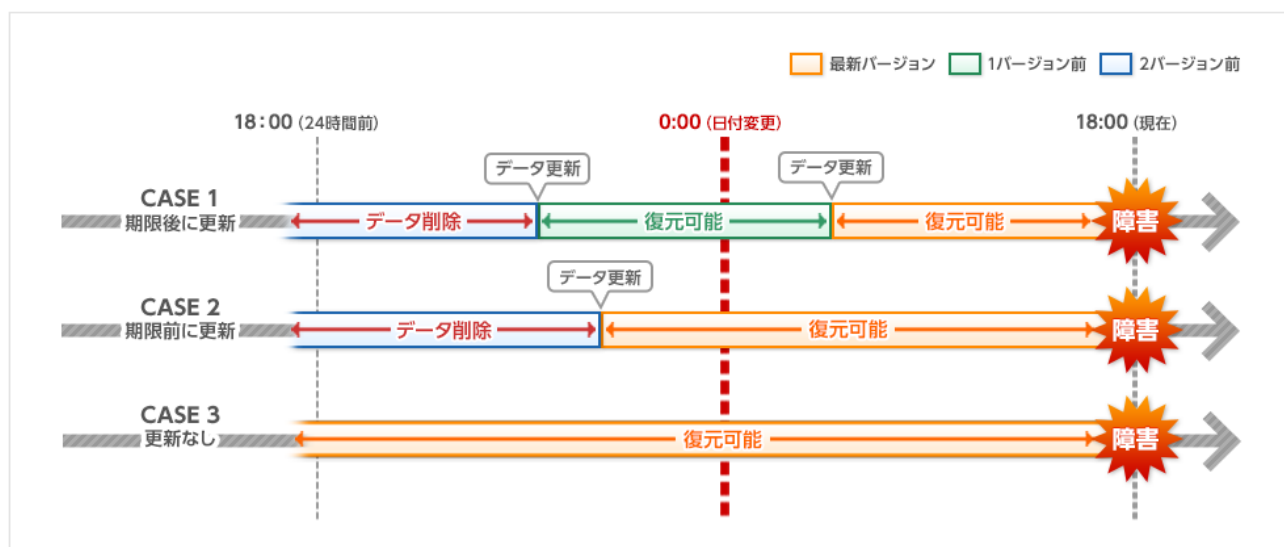 最新バージョン 1バージョン前 2バージョン前
18:00 (24時間前) 0:00 (日付変更) 18:00 (現在)
データ更新 データ更新
CASE 1
期限後に更新 データ削除 復元可能 復元可能 障害
データ更新
CASE 2
期限前に更新 データ削除 復元可能 障害
CASE 3
更新なし 復元可能 障害